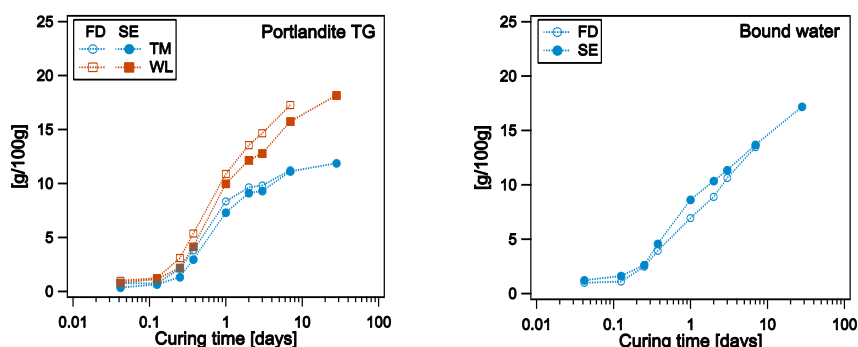 Portlandite TG
FD SE
TM
WL
[g/100g]
25
20
15
10
5
0
0.01 0.1 1 10 100
Curing time [days]
Bound water
FD
SE
[g/100g]
25
20
15
10
5
0
0.01 0.1 1 10 100
Curing time [days]